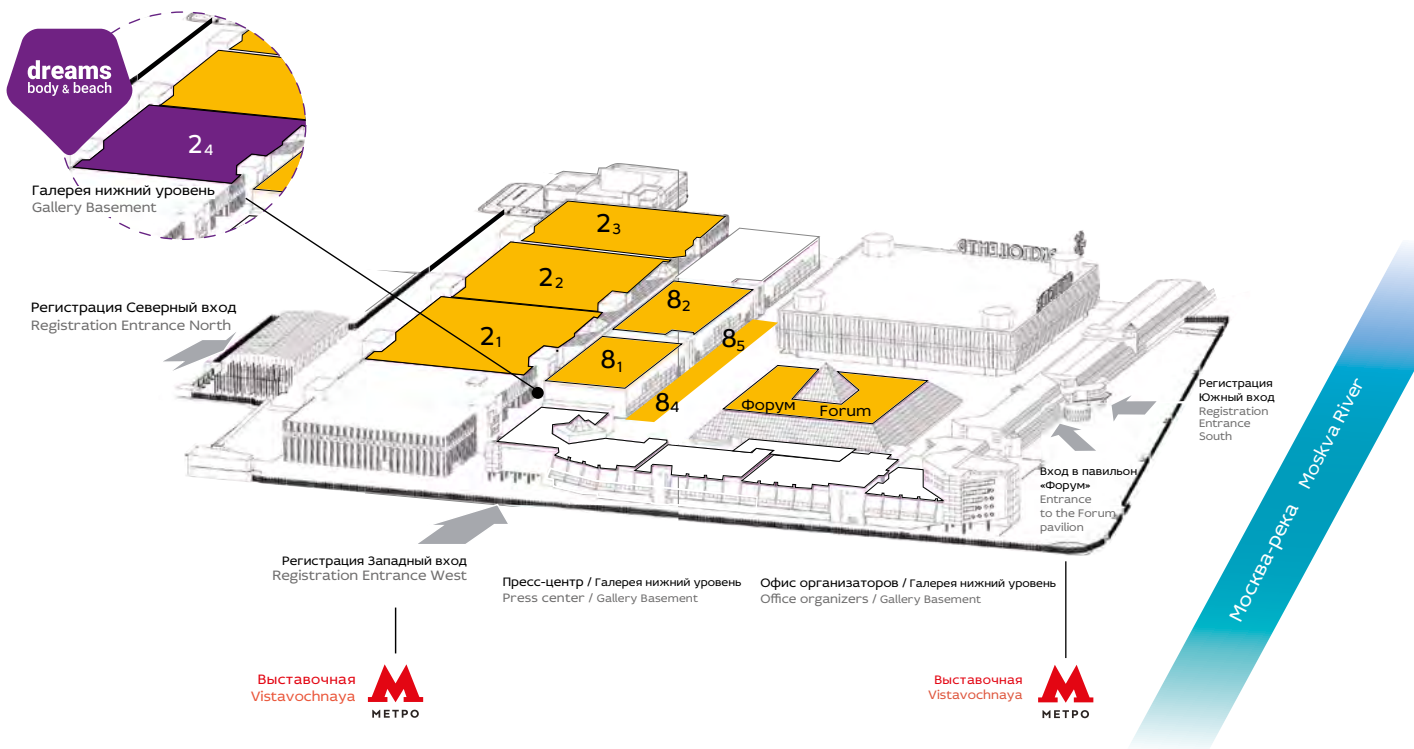 dreams
body & beach
2₄
Галерея нижний уровень
Gallery Basement
2₃
2₂
2₁
8₂
8₁
8₅
8₄
Форум Forum
Регистрация Северный вход
Registration Entrance North
Регистрация
Южный вход
Registration
Entrance
South
Вход в павильон
«Форум»
Entrance
to the Forum
pavilion
Москва-река Moskva River
Регистрация Западный вход
Registration Entrance West
Пресс-центр / Галерея нижний уровень
Press center / Gallery Basement
Офис организаторов / Галерея нижний уровень
Office organizers / Gallery Basement
Выставочная
Vistavochnaya
МЕТРО
Выставочная
Vistavochnaya
МЕТРО